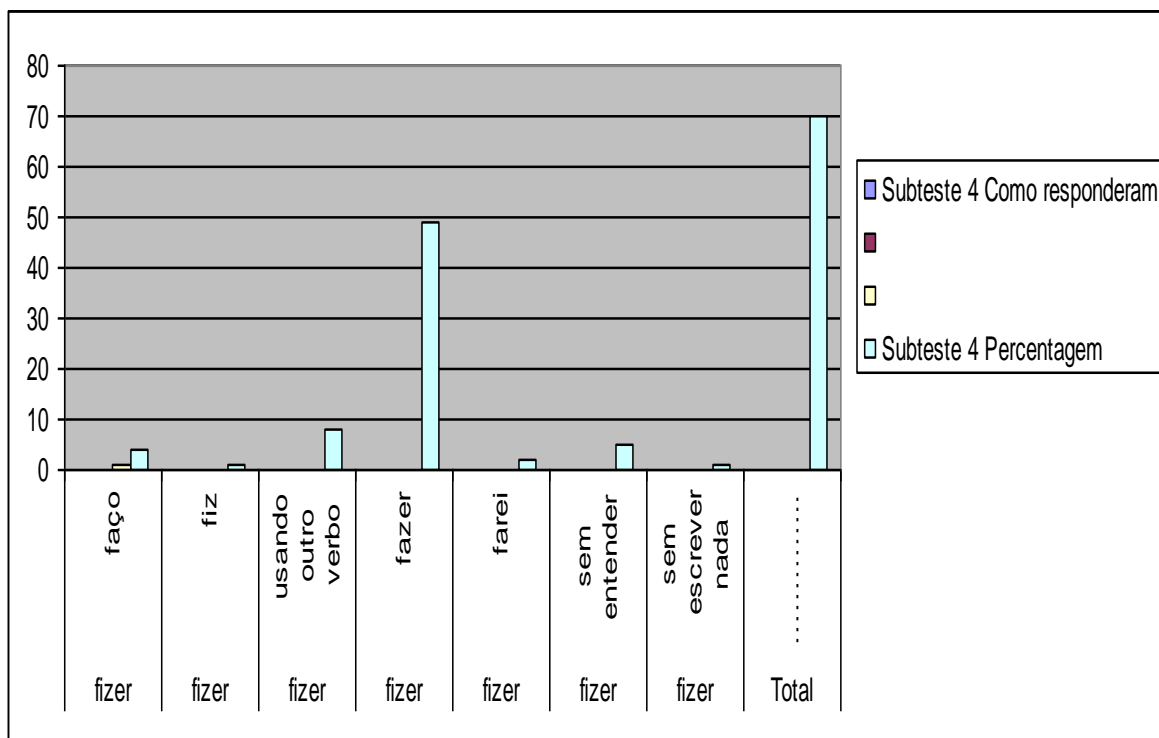 80
70
60
50
40
30
20
10
0
faço
fiz
usando
outro
verbo
fazer
farei
sem
entender
sem
escrever
nada
fizer
fizer
fizer
fizer
fizer
fizer
fizer
Total
Subteste 4 Como responderam
Subteste 4 Percentagem